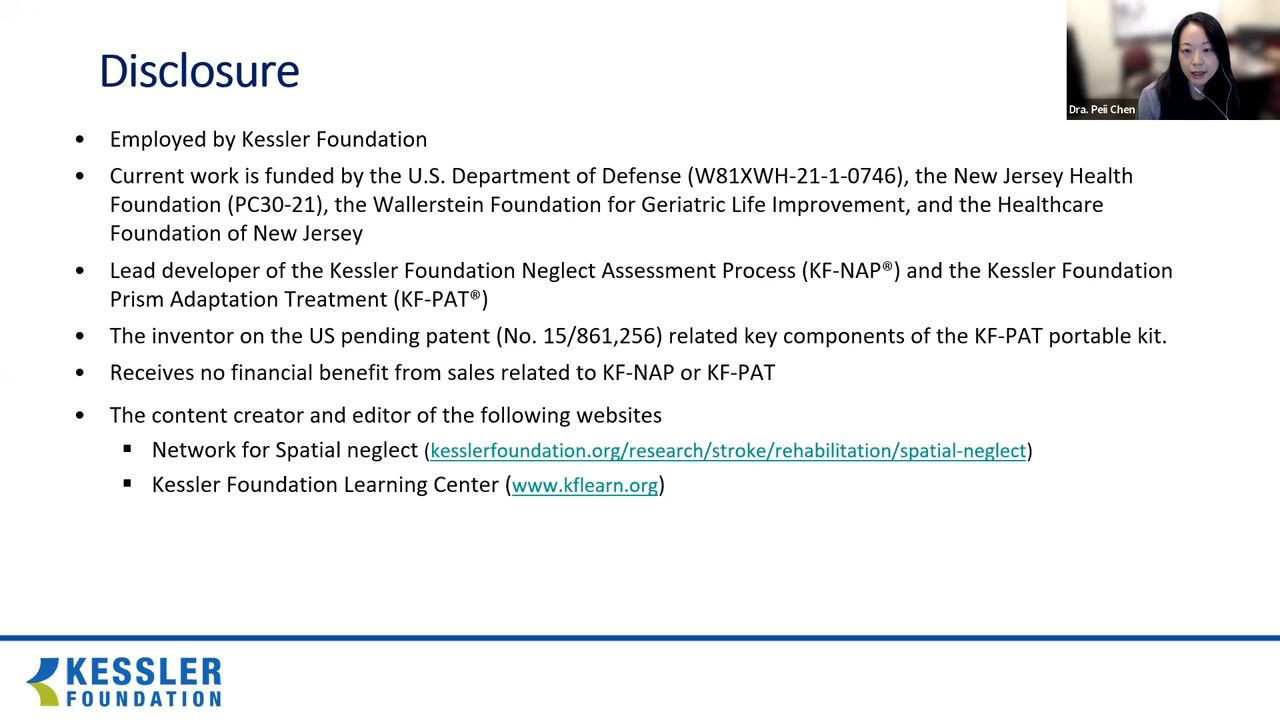 Disclosure
Dra. Peii Chen
• Employed by Kessler Foundation
• Current work is funded by the U.S. Department of Defense (W81XWH-21-1-0746), the New Jersey Health
Foundation (PC30-21), the Wallerstein Foundation for Geriatric Life Improvement, and the Healthcare
Foundation of New Jersey
• Lead developer of the Kessler Foundation Neglect Assessment Process (KF-NAP®) and the Kessler Foundation
Prism Adaptation Treatment (KF-PAT®)
• The inventor on the US pending patent (No. 15/861,256) related key components of the KF-PAT portable kit.
• Receives no financial benefit from sales related to KF-NAP or KF-PAT
• The content creator and editor of the following websites
▪ Network for Spatial neglect (kesslerfoundation.org/research/stroke/rehabilitation/spatial-neglect)
▪ Kessler Foundation Learning Center (www.kflearn.org)
KESSLER
FOUNDATION